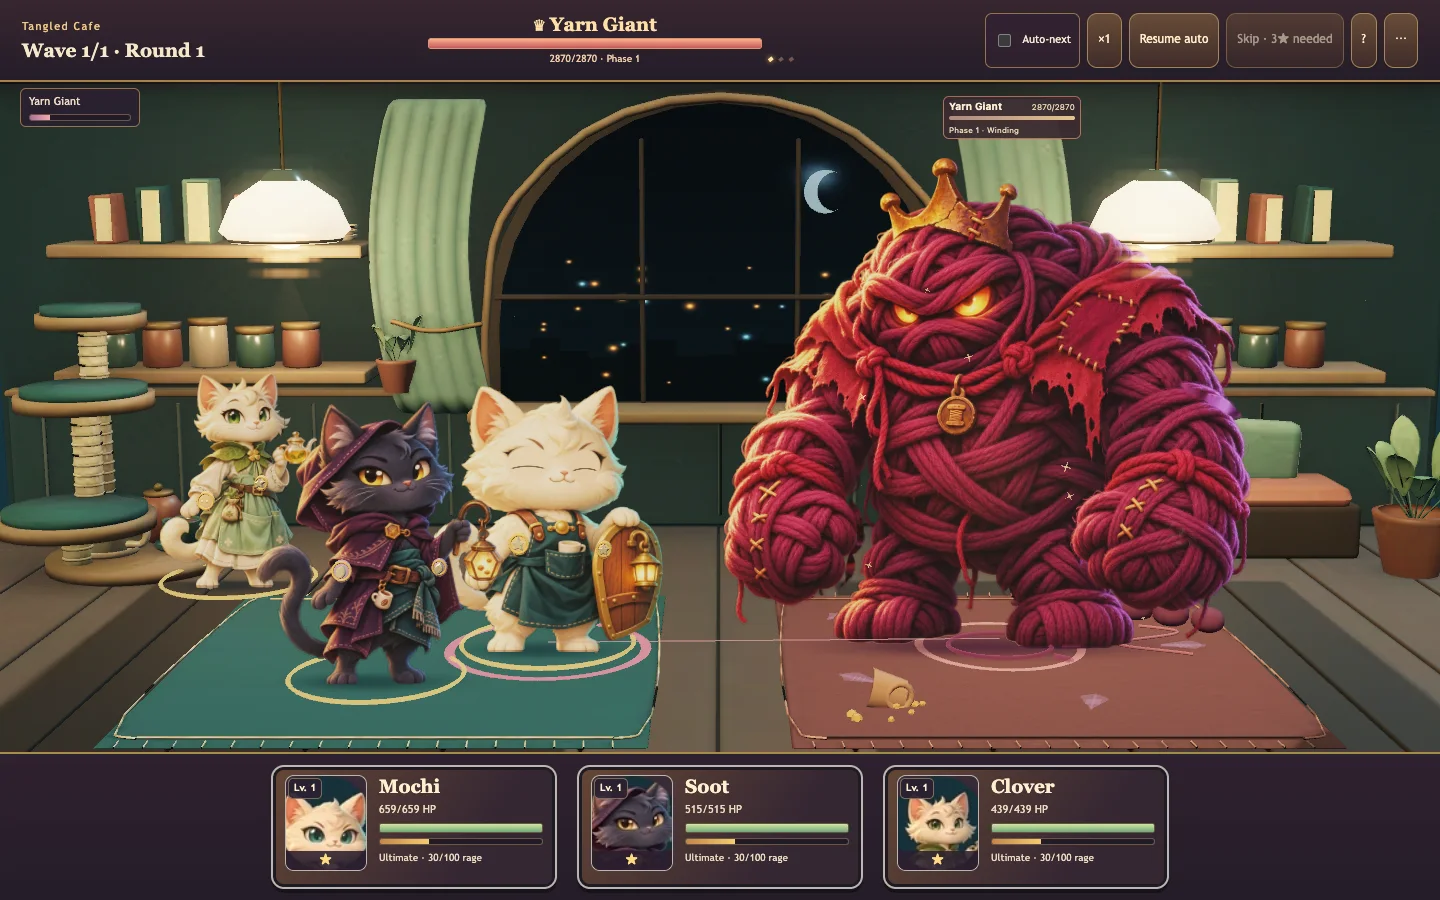 Tangled Cafe
Wave 1/1 · Round 1
Yarn Giant
2870/2870 · Phase 1
Auto-next
×1
Resume auto
Skip · 3★ needed
?
...
Yarn Giant
Yarn Giant 2870/2870
Phase 1 · Winding
Lv. 1
Mochi
659/659 HP
Ultimate · 30/100 rage
Lv. 1
Soot
515/515 HP
Ultimate · 30/100 rage
Lv. 1
Clover
439/439 HP
Ultimate · 30/100 rage